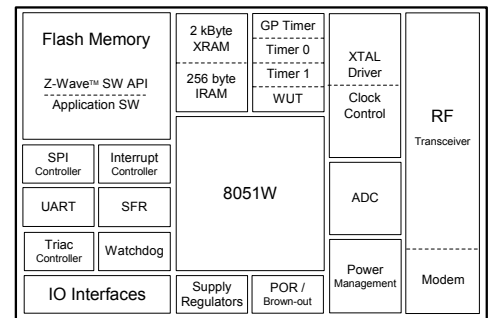 Flash Memory
Z-Wave™ SW API
Application SW
2 kByte
XRAM
256 byte
IRAM
GP Timer
Timer 0
Timer 1
WUT
XTAL
Driver
Clock
Control
RF
Transceiver
Modem
SPI
Controller
Interrupt
Controller
UART
SFR
Triac
Controller
Watchdog
8051W
ADC
Power
Management
IO Interfaces
Supply
Regulators
POR /
Brown-out